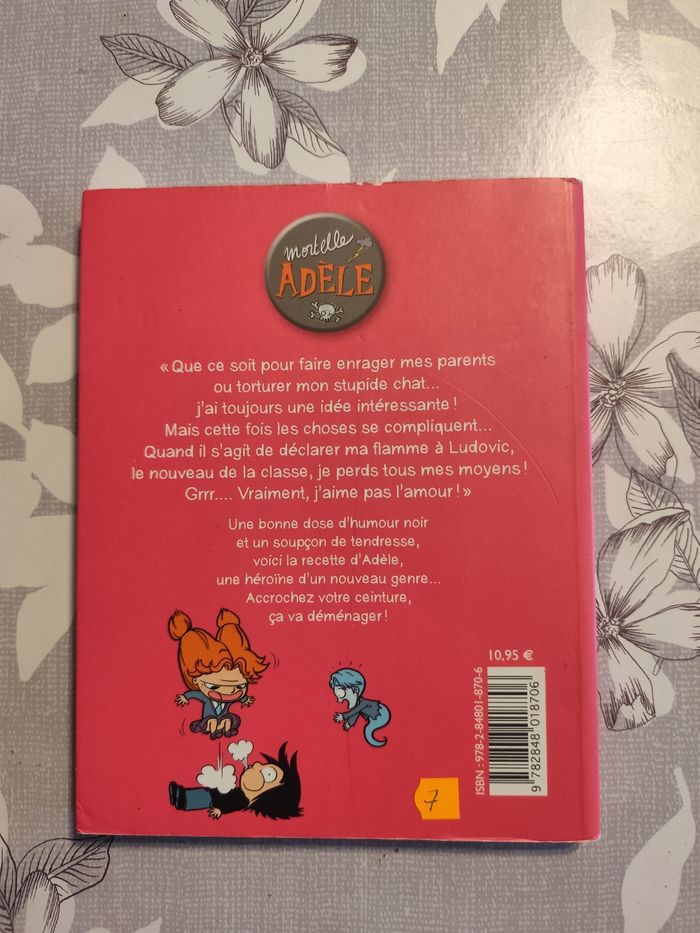 mortelle
ADÈLE
« Que ce soit pour faire enrager mes parents
ou torturer mon stupide chat...
j'ai toujours une idée intéressante !
Mais cette fois les choses se compliquent...
Quand il s'agit de déclarer ma flamme à Ludovic,
le nouveau de la classe, je perds tous mes moyens !
Grrr.... Vraiment, j'aime pas l'amour ! »
Une bonne dose d'humour noir
et un soupçon de tendresse,
voici la recette d'Adèle,
une héroïne d'un nouveau genre...
Accrochez votre ceinture,
ça va déménager !
10,95 €
ISBN : 978-2-84801-870-6
9 782848 018706
7